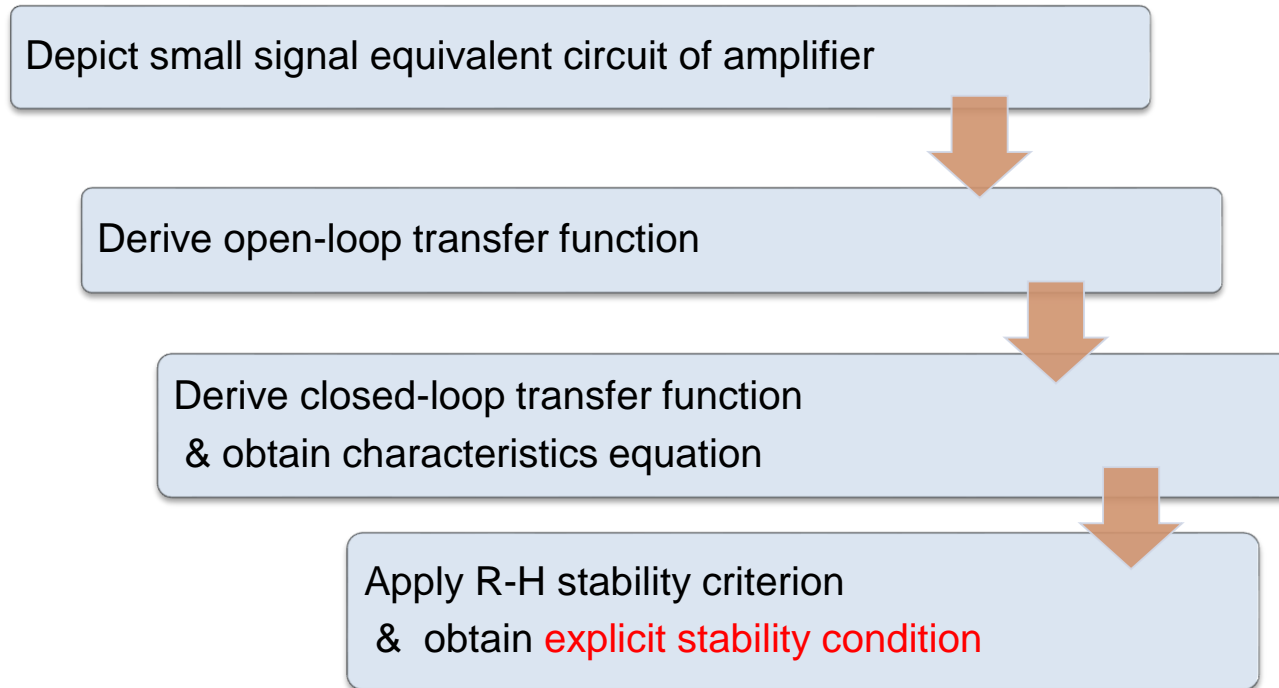 Depict small signal equivalent circuit of amplifier
Derive open-loop transfer function
Derive closed-loop transfer function
& obtain characteristics equation
Apply R-H stability criterion
& obtain explicit stability condition